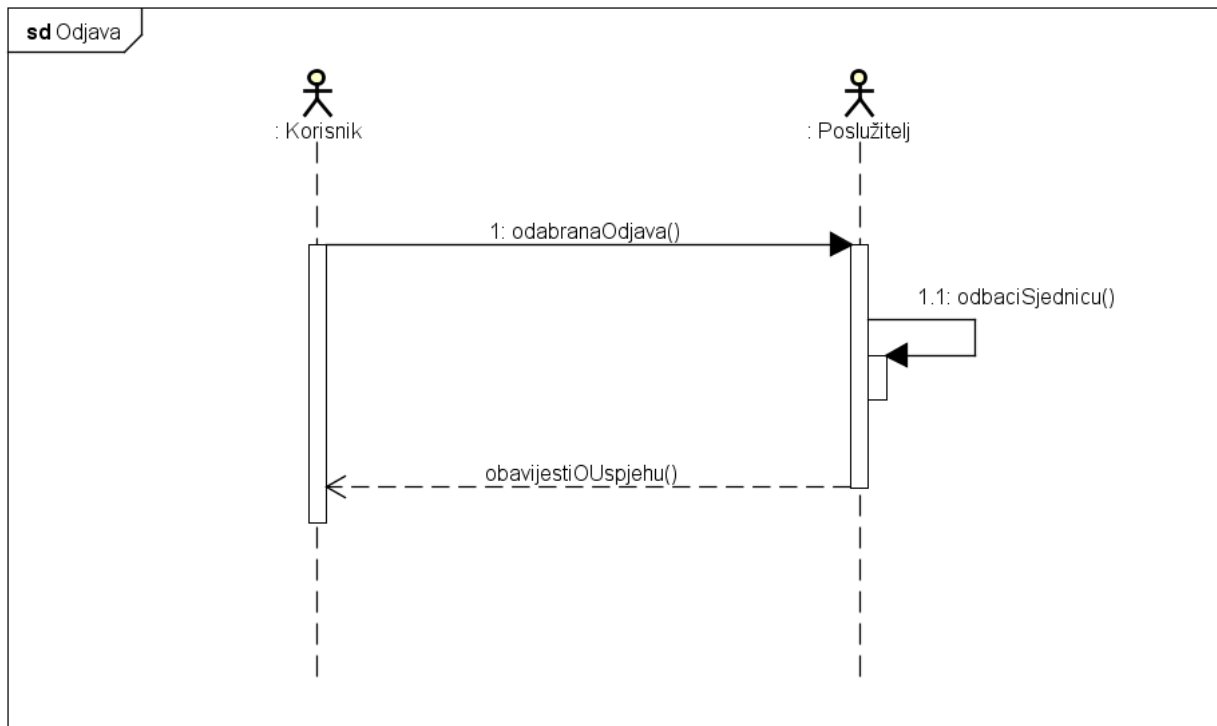 sd Odjava
: Korisnik
: Poslužitelj
1: odabranaOdjava()
1.1: odbaciSjednicu()
obavijestiOUspjehu()